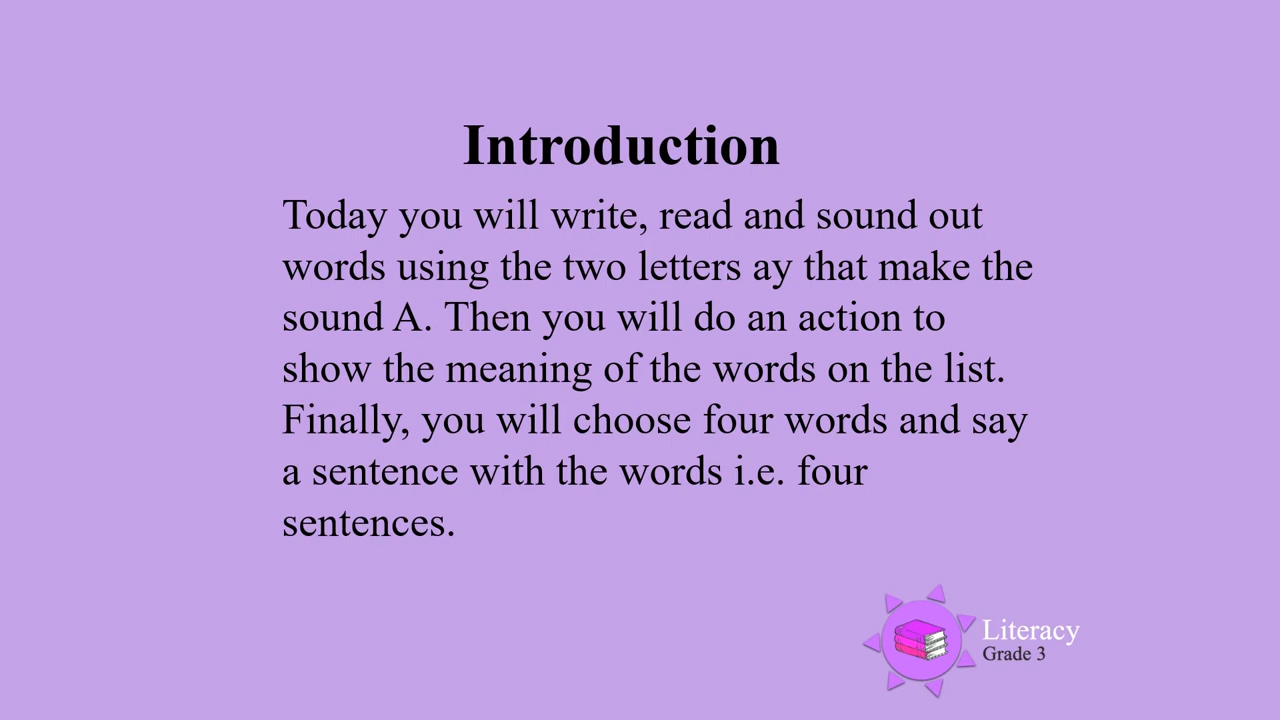 Introduction
Today you will write, read and sound out
words using the two letters ay that make the
sound A. Then you will do an action to
show the meaning of the words on the list.
Finally, you will choose four words and say
a sentence with the words i.e. four
sentences.
Literacy
Grade 3